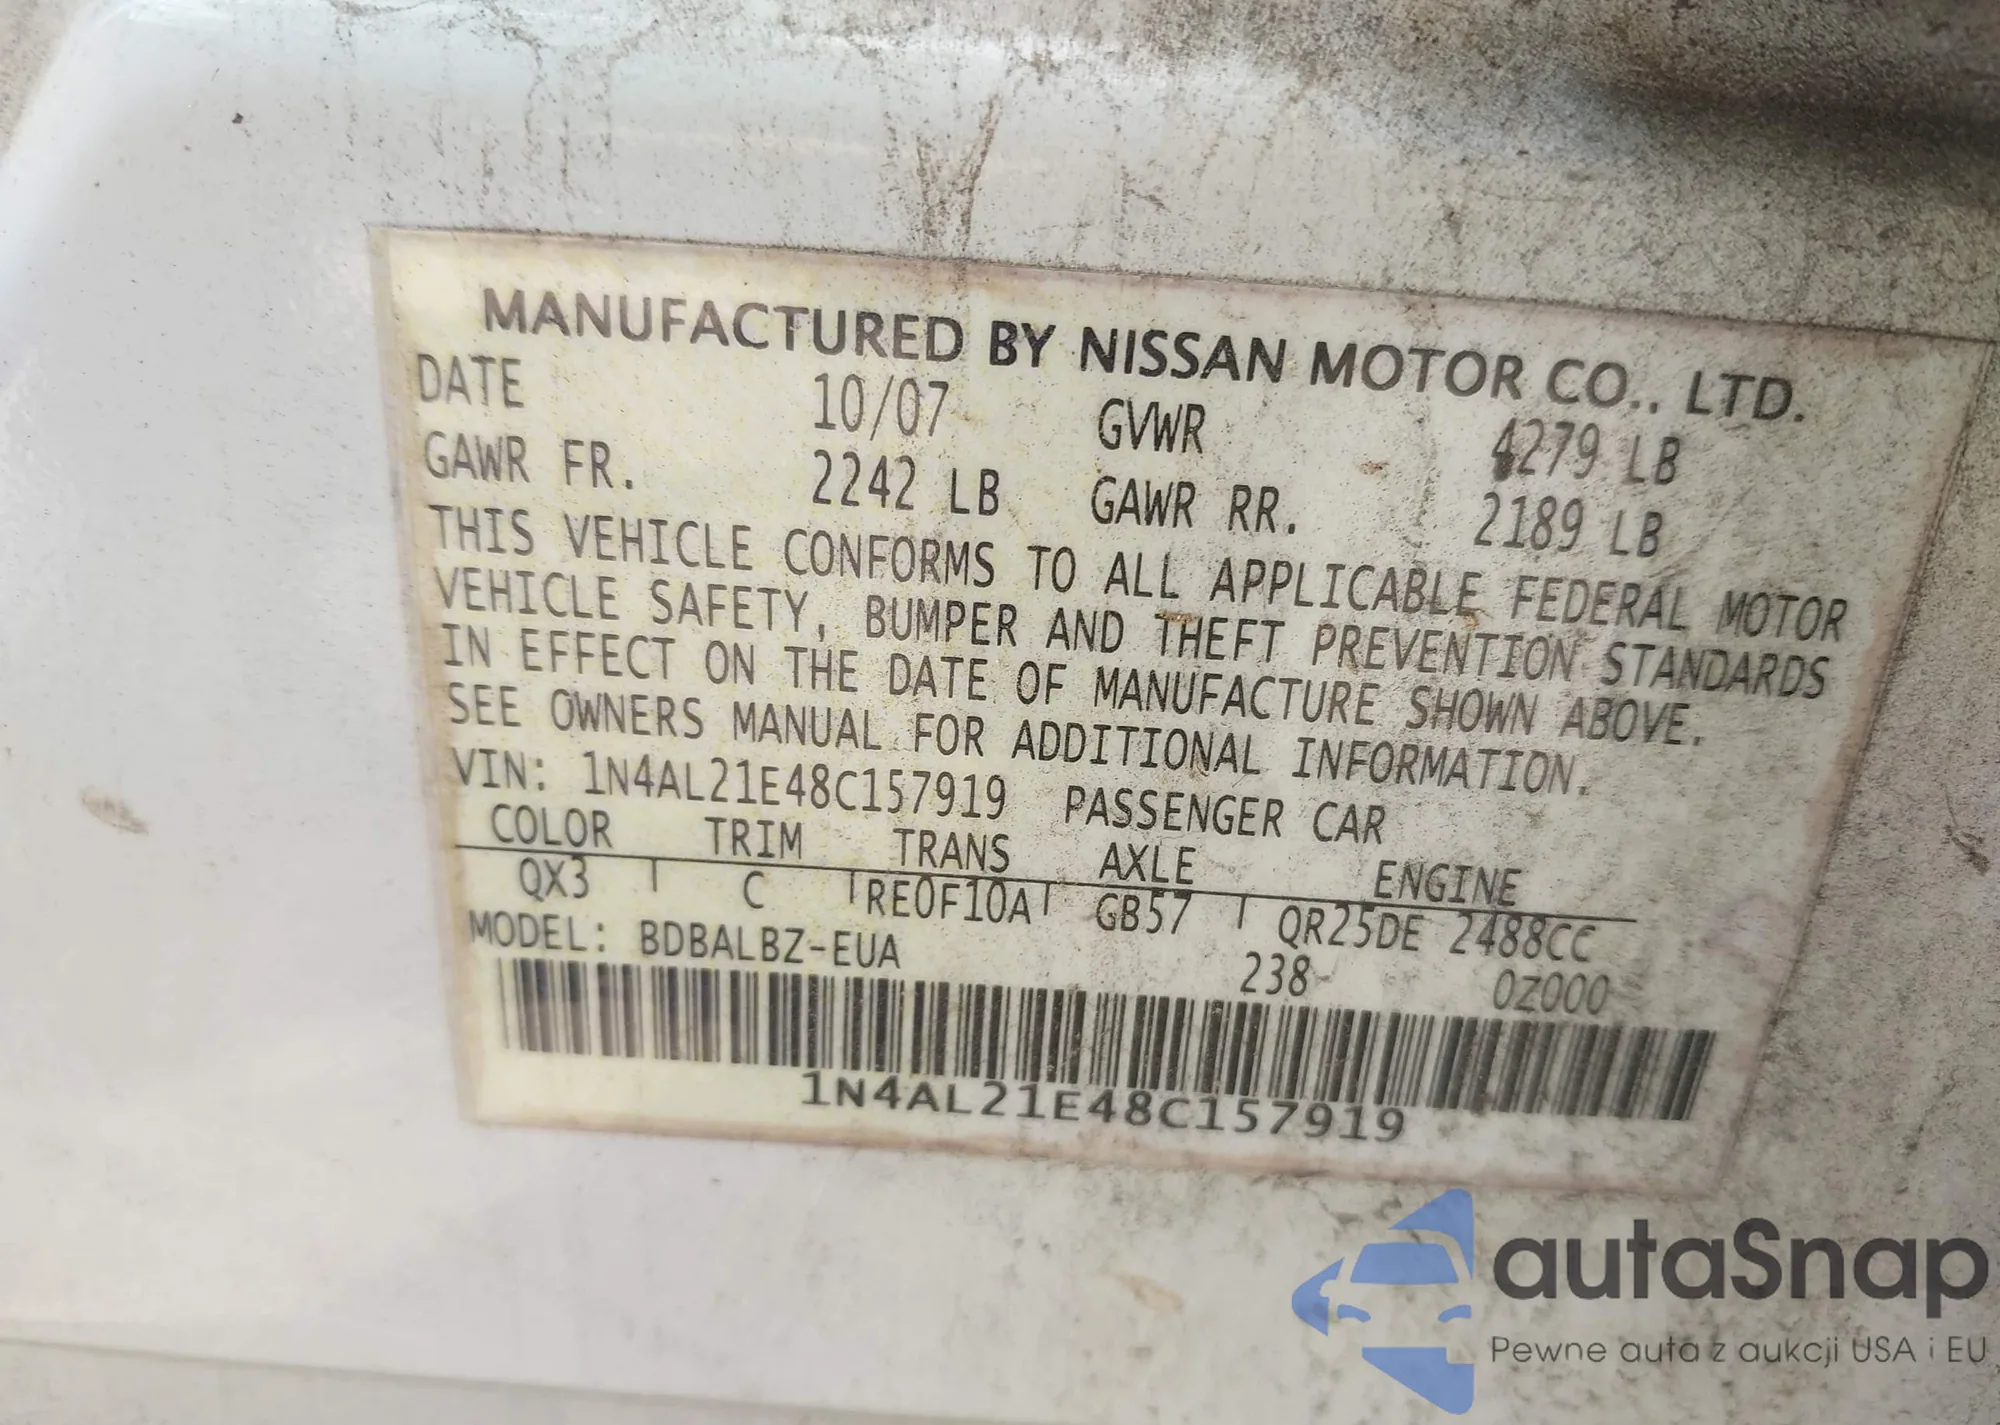 MANUFACTURED BY NISSAN MOTOR CO., LTD.
DATE 10/07 GVWR 4279 LB
GAWR FR. 2242 LB GAWR RR. 2189 LB
THIS VEHICLE CONFORMS TO ALL APPLICABLE FEDERAL MOTOR
VEHICLE SAFETY, BUMPER AND THEFT PREVENTION STANDARDS
IN EFFECT ON THE DATE OF MANUFACTURE SHOWN ABOVE.
SEE OWNERS MANUAL FOR ADDITIONAL INFORMATION.
VIN: 1N4AL21E48C157919 PASSENGER CAR
COLOR TRIM TRANS AXLE ENGINE
QX3 C RE0F10A GB57 QR25DE 2488CC
MODEL: BDBALBZ-EUA 238 0Z000
1N4AL21E48C157919
autaSnap
Pewne auta z aukcji USA i EU